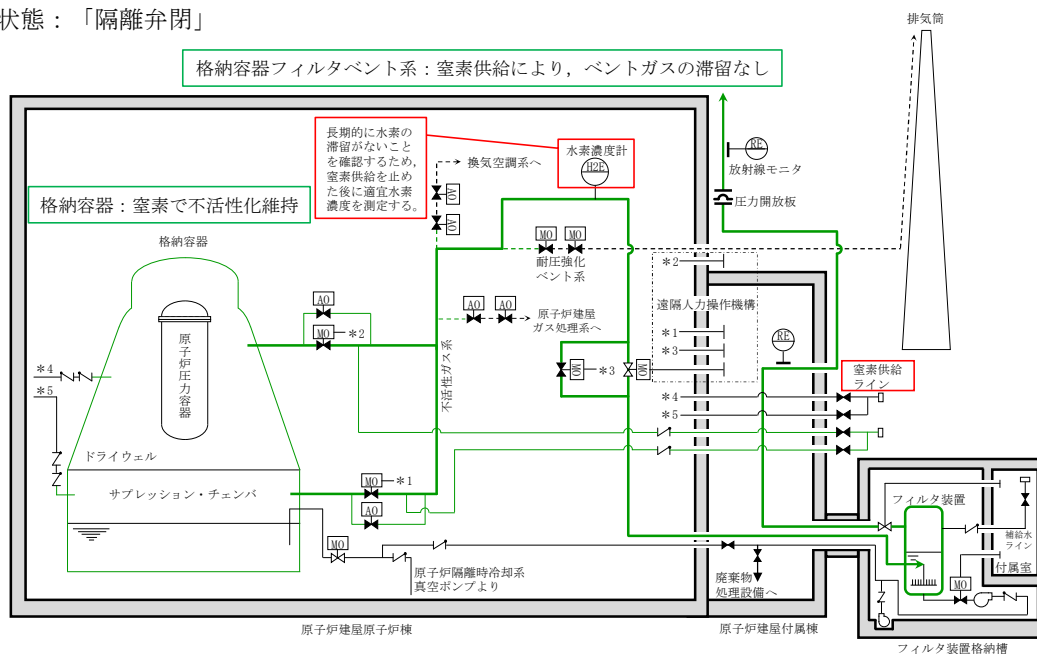 状態：「隔離弁閉」
排気筒
格納容器フィルタベント系：窒素供給により，ベントガスの滞留なし
長期的に水素の
滞留がないこと
を確認するため，
窒素供給を止め
た後に適宜水素
濃度を測定する。
水素濃度計
H2E
換気空調系へ
AO
AO
RE
放射線モニタ
圧力開放板
格納容器：窒素で不活性化維持
格納容器
MO
MO
耐圧強化
ベント系
＊2
遠隔人力操作機構
AO
AO
AO
原子炉建屋
ガス処理系へ
MO
＊2
＊1
＊3
RE
原子炉圧力容器
不活性ガス系
MO
＊3
MO
＊4
＊5
窒素供給
ライン
＊4
＊5
ドライウェル
サプレッション・チェンバ
MO
＊1
AO
フィルタ装置
補給水
ライン
付属室
MO
MO
原子炉隔離時冷却系
真空ポンプより
廃棄物
処理設備へ
原子炉建屋原子炉棟
原子炉建屋付属棟
フィルタ装置格納槽